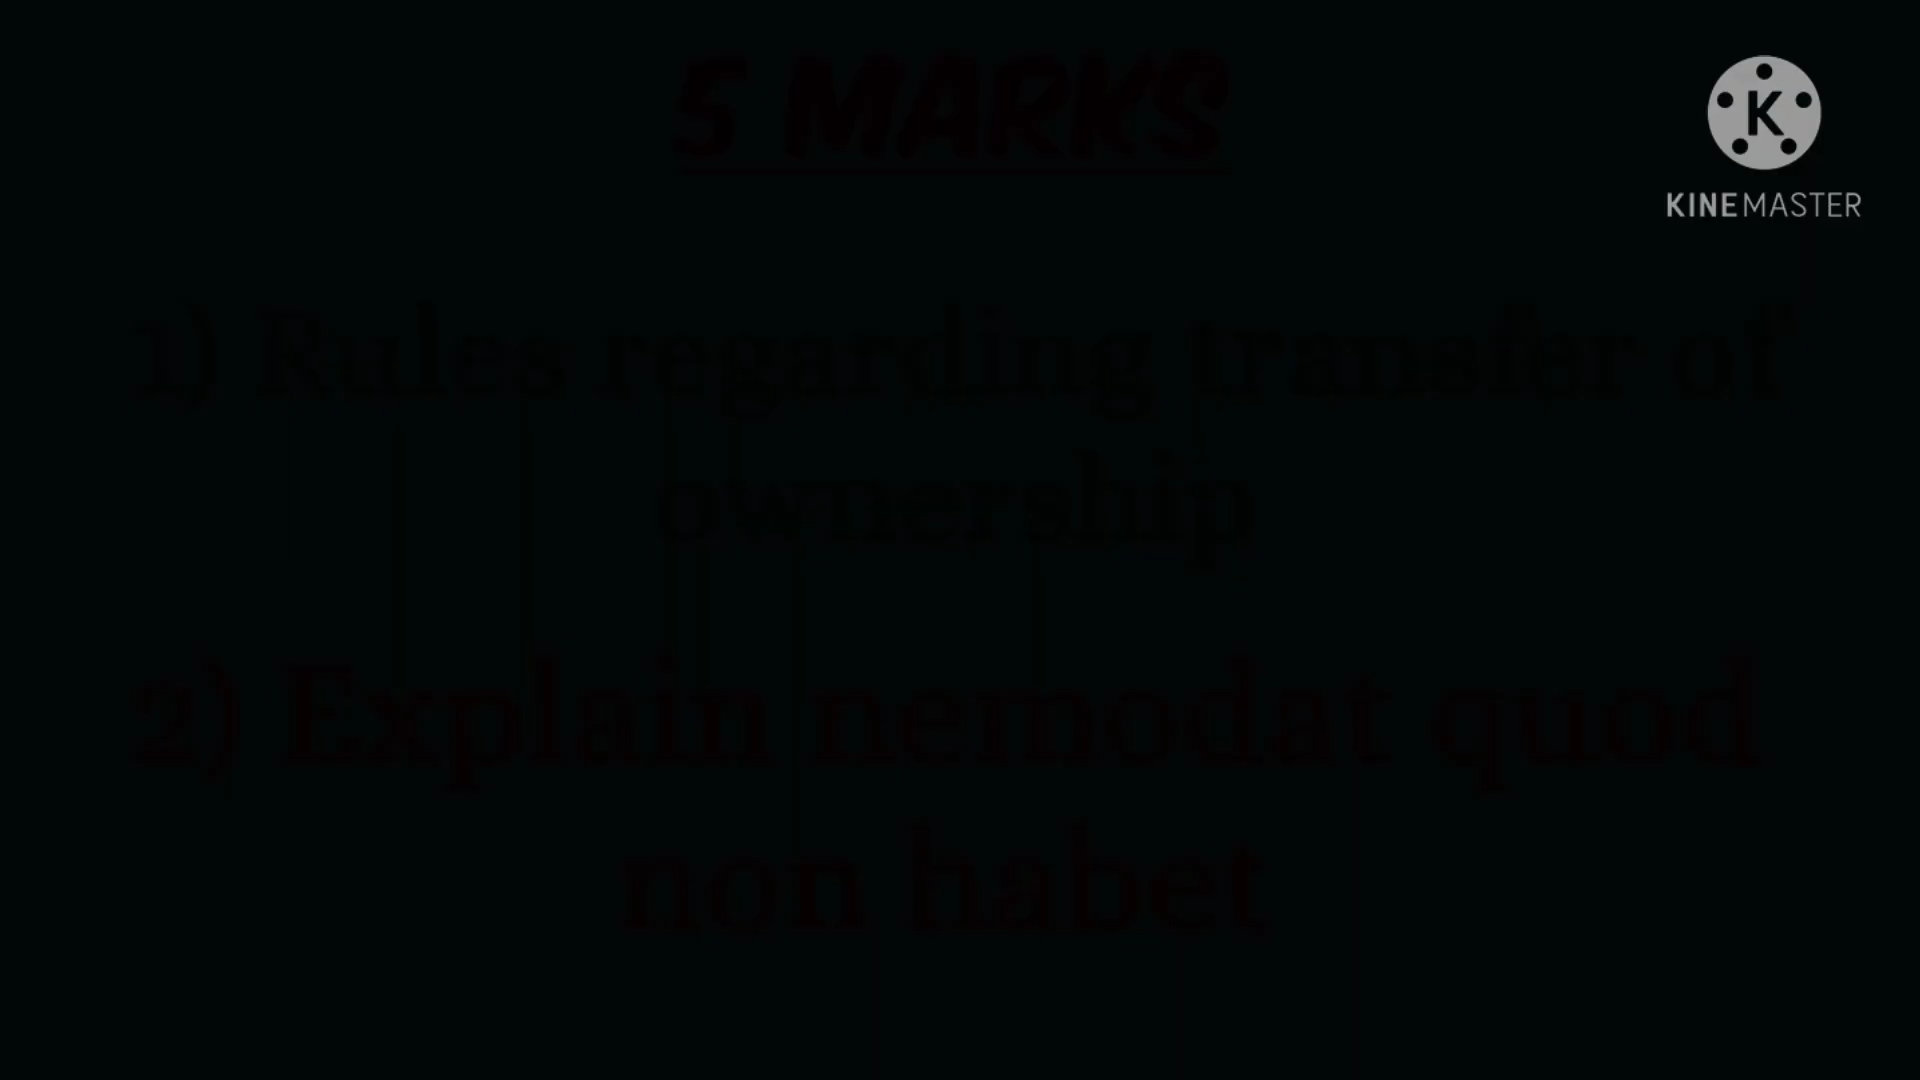 5 MARKS
K
KINEMASTER
1) Rules regarding transfer of
ownership
2) Explain nemodat quod
non habet